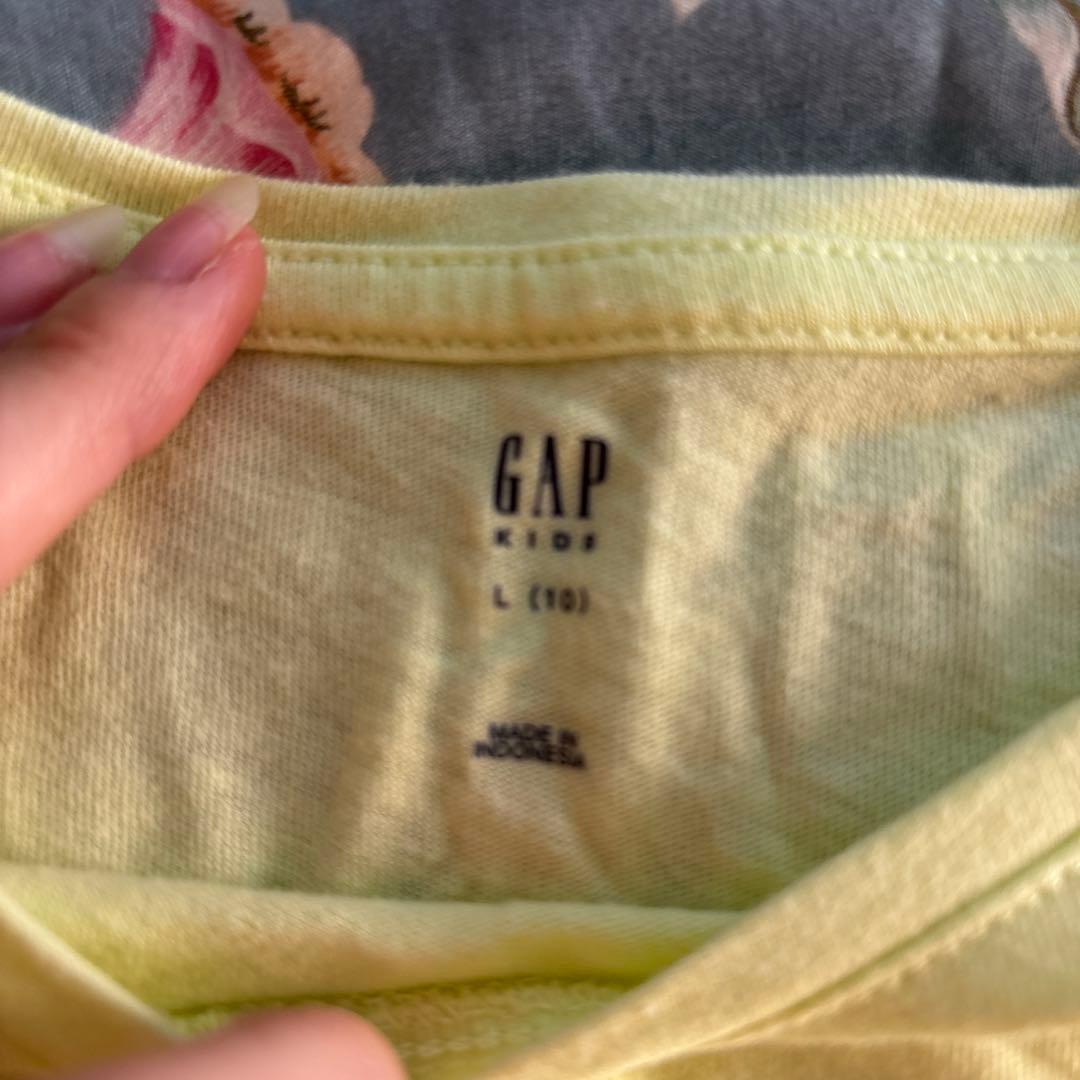 GAP
KIDS
L (10)
MADE IN
INDONESIA